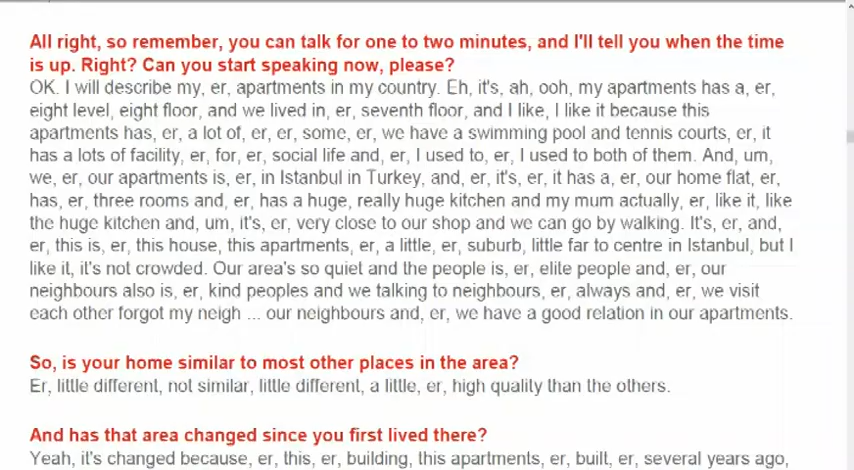 All right, so remember, you can talk for one to two minutes, and I'll tell you when the time
is up. Right? Can you start speaking now, please?
OK. I will describe my, er, apartments in my country. Eh, it's, ah, ooh, my apartments has a, er,
eight level, eight floor, and we lived in, er, seventh floor, and I like, I like it because this
apartments has, er, a lot of, er, er, some, er, we have a swimming pool and tennis courts, er, it
has a lots of facility, er, for, er, social life and, er, I used to, er, I used to both of them. And, um,
we, er, our apartments is, er, in Istanbul in Turkey, and, er, it's, er, it has a, er, our home flat, er,
has, er, three rooms and, er, has a huge, really huge kitchen and my mum actually, er, like it, like
the huge kitchen and, um, it's, er, very close to our shop and we can go by walking. It's, er, and,
er, this is, er, this house, this apartments, er, a little, er, suburb, little far to centre in Istanbul, but I
like it, it's not crowded. Our area's so quiet and the people is, er, elite people and, er, our
neighbours also is, er, kind peoples and we talking to neighbours, er, always and, er, we visit
each other forgot my neigh ... our neighbours and, er, we have a good relation in our apartments.
So, is your home similar to most other places in the area?
Er, little different, not similar, little different, a little, er, high quality than the others.
And has that area changed since you first lived there?
Yeah, it's changed because, er, this, er, building, this apartments, er, built, er, several years ago,